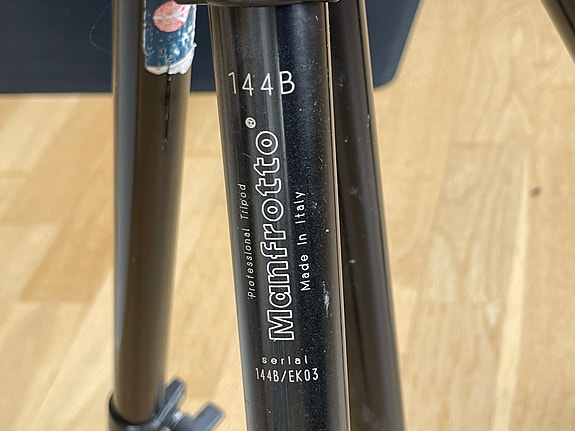 144B
Professional Tripod
Manfrotto®
Made In Italy
serial
144B/EK03